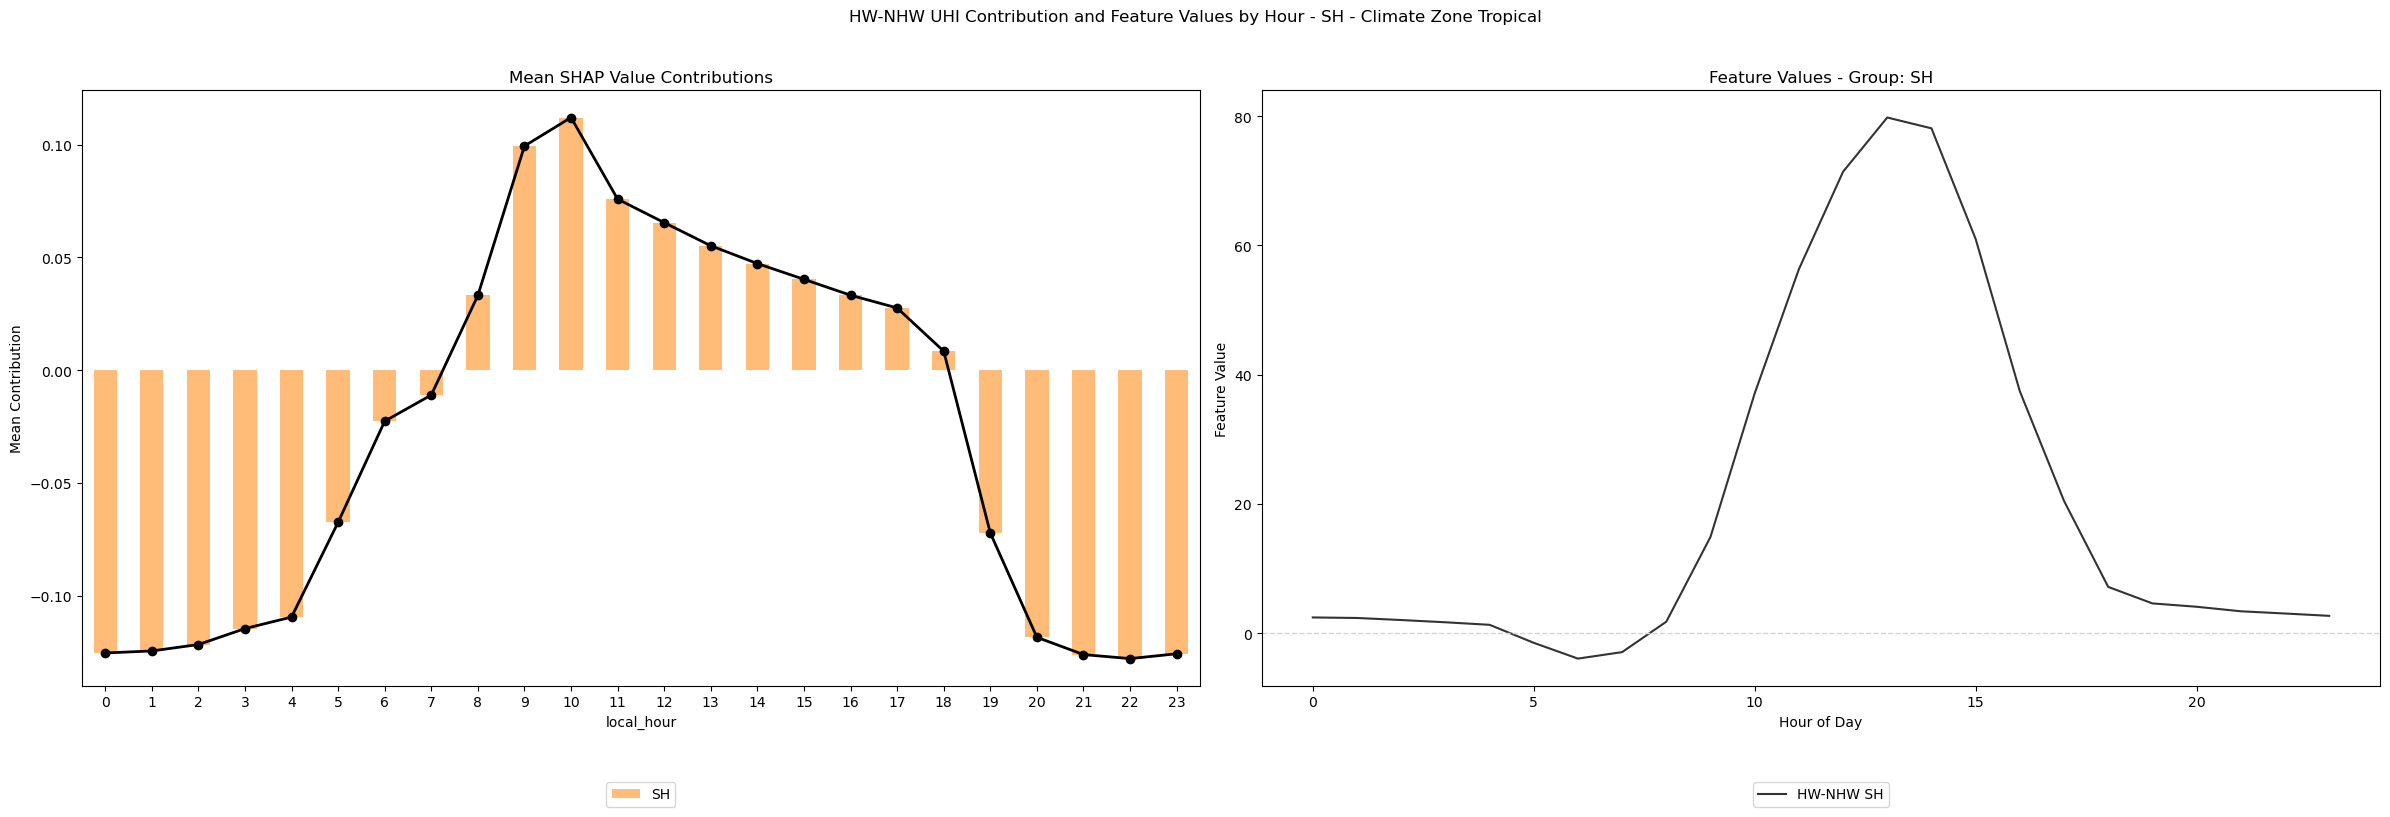 HW-NHW UHI Contribution and Feature Values by Hour - SH - Climate Zone Tropical
Mean SHAP Value Contributions
Mean Contribution
0.10
0.05
0.00
−0.05
−0.10
0 1 2 3 4 5 6 7 8 9 10 11 12 13 14 15 16 17 18 19 20 21 22 23
local_hour
SH
Feature Values - Group: SH
Feature Value
80
60
40
20
0
0 5 10 15 20
Hour of Day
HW-NHW SH